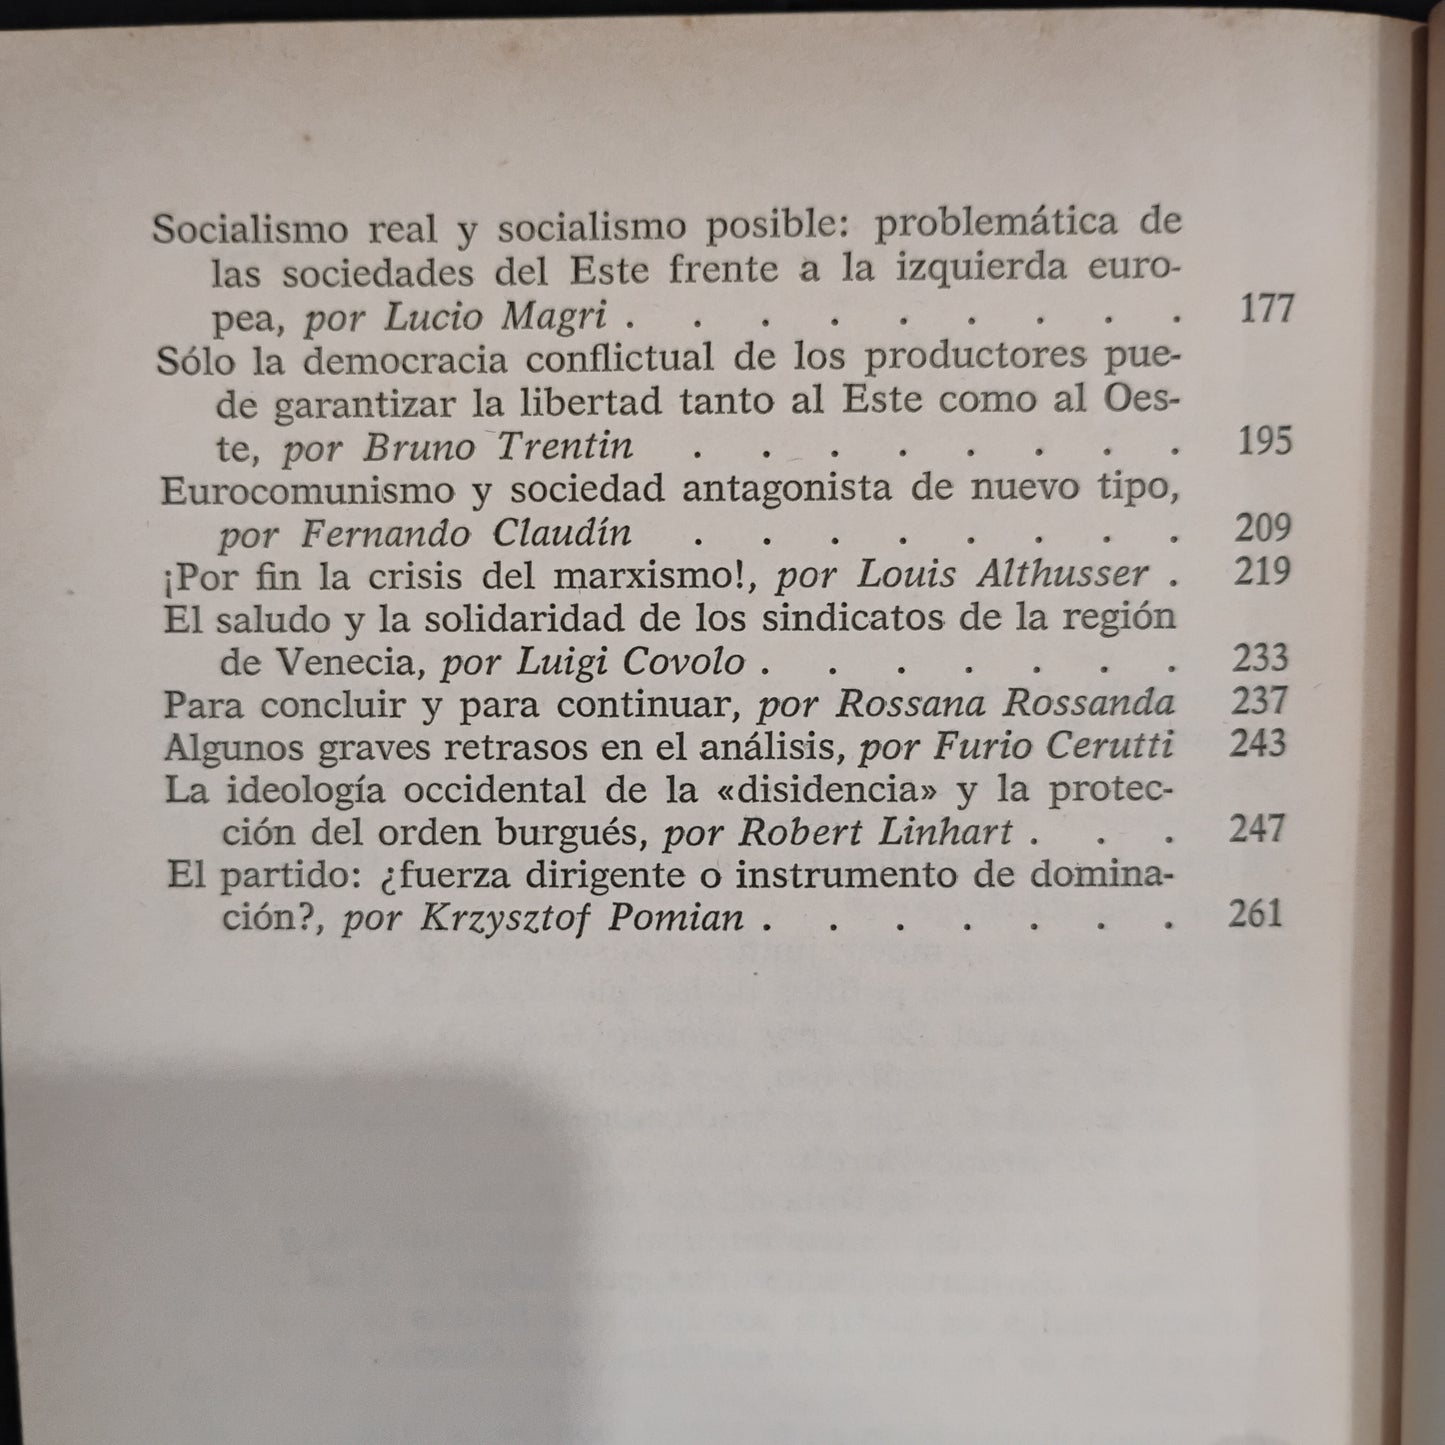 Socialismo real y socialismo posible: problemática de
las sociedades del Este frente a la izquierda euro-
pea, por Lucio Magri . . . . . . . . . 177
Sólo la democracia conflictual de los productores pue-
de garantizar la libertad tanto al Este como al Oes-
te, por Bruno Trentin . . . . . . . . 195
Eurocomunismo y sociedad antagonista de nuevo tipo,
por Fernando Claudín . . . . . . . . 209
¡Por fin la crisis del marxismo!, por Louis Althusser . 219
El saludo y la solidaridad de los sindicatos de la región
de Venecia, por Luigi Covolo . . . . . . . 233
Para concluir y para continuar, por Rossana Rossanda 237
Algunos graves retrasos en el análisis, por Furio Cerutti 243
La ideología occidental de la «disidencia» y la protec-
ción del orden burgués, por Robert Linhart . . . 247
El partido: ¿fuerza dirigente o instrumento de domina-
ción?, por Krzysztof Pomian . . . . . . . 261